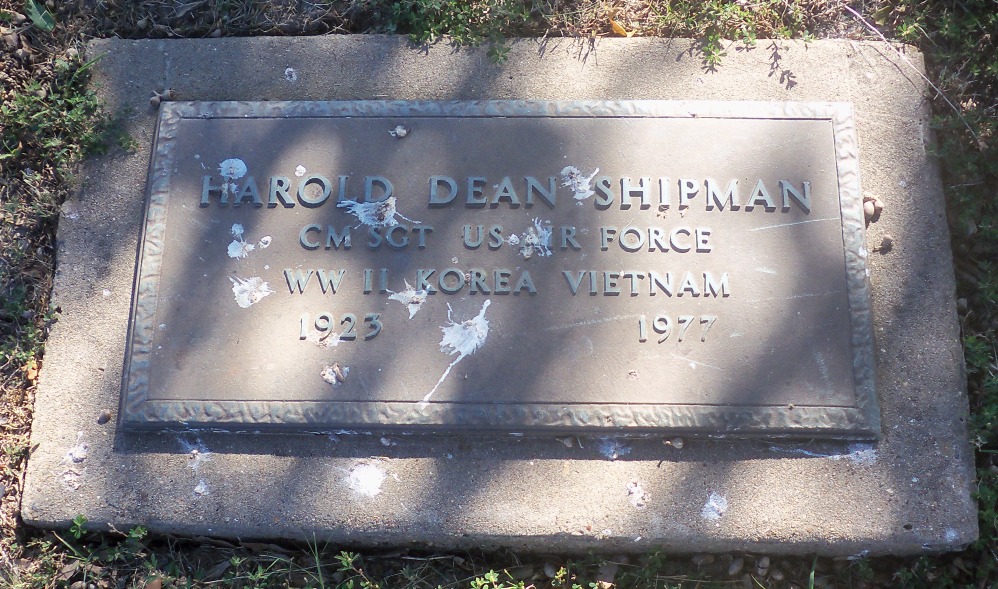 HAROLD DEAN SHIPMAN
CM SGT US AIR FORCE
WW II KOREA VIETNAM
1923 1977